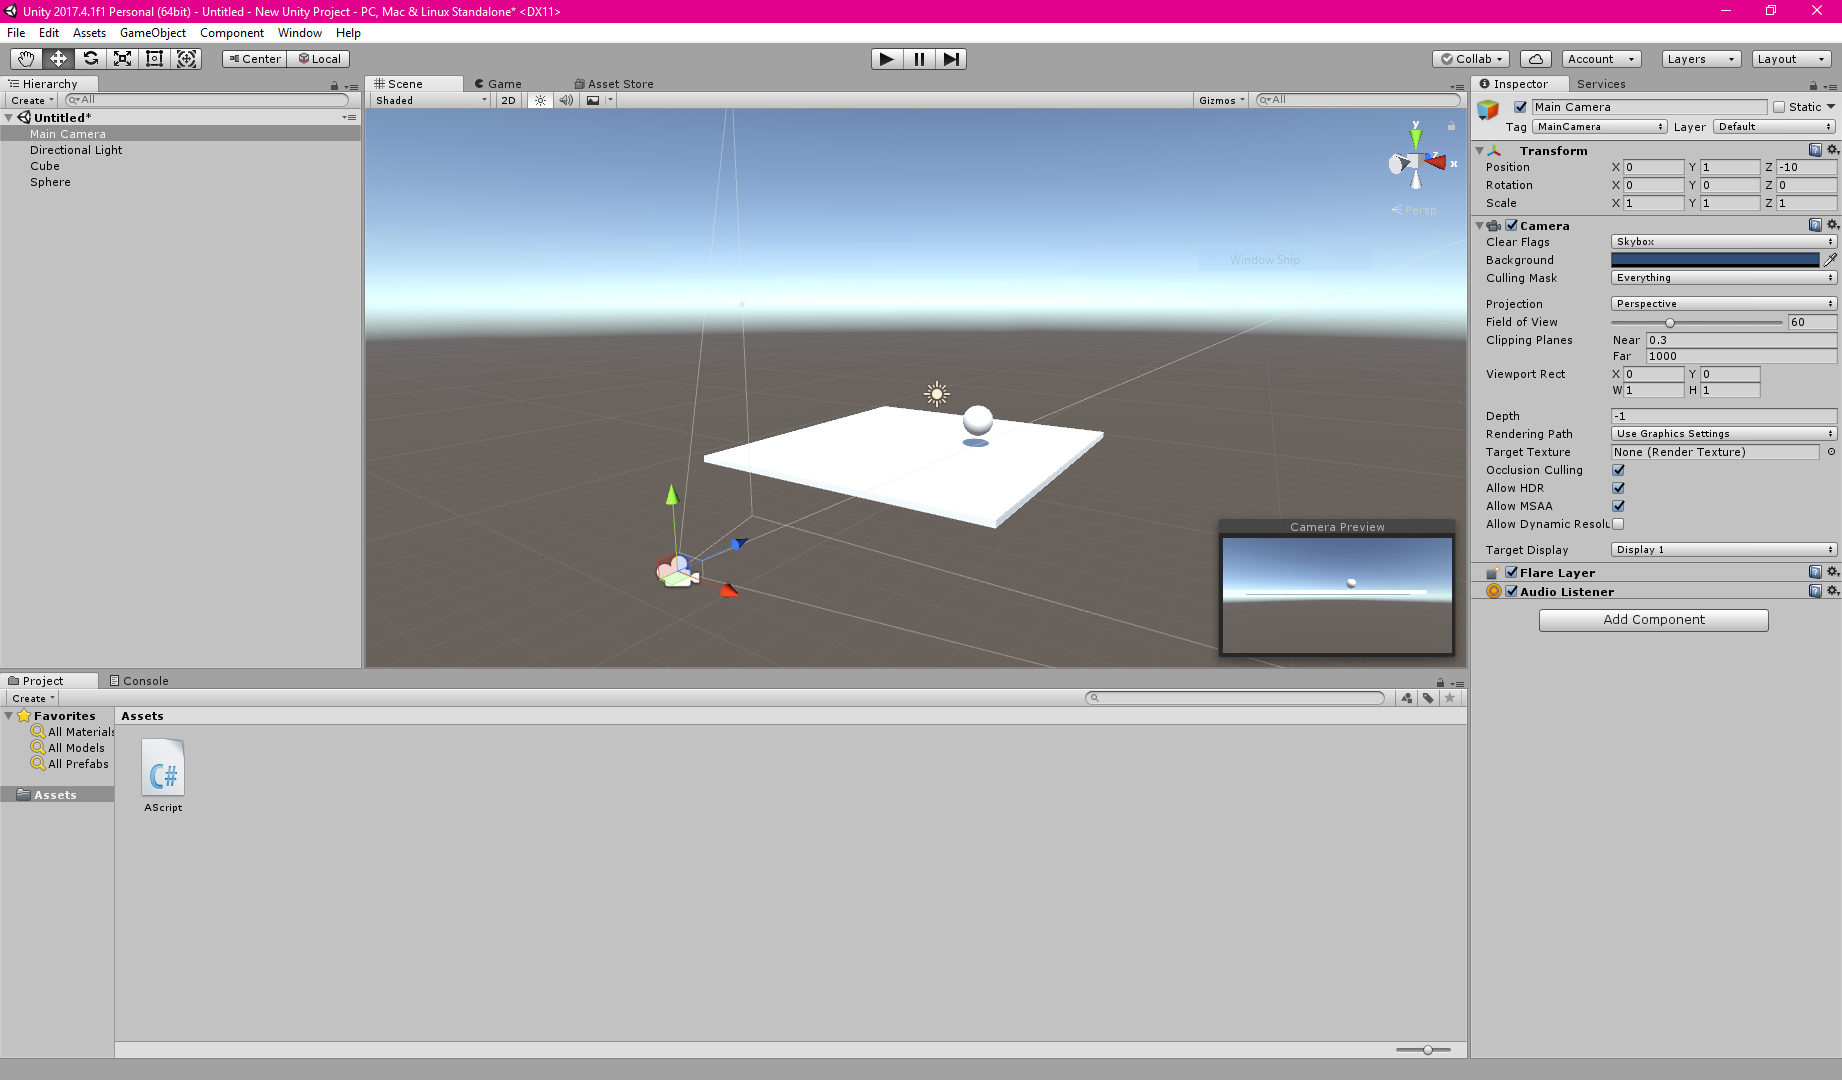 Unity 2017.4.1f1 Personal (64bit) - Untitled - New Unity Project - PC, Mac & Linux Standalone* <DX11>
File Edit Assets GameObject Component Window Help
Center Local Collab Account Layers Layout
Hierarchy
Create All
Untitled*
Main Camera
Directional Light
Cube
Sphere
Scene Game Asset Store
Shaded 2D Gizmos All
y
x
z
Persp
Window Snip
Camera Preview
Inspector Services
Main Camera Static
Tag MainCamera Layer Default
Transform
Position X 0 Y 1 Z -10
Rotation X 0 Y 0 Z 0
Scale X 1 Y 1 Z 1
Camera
Clear Flags Skybox
Background
Culling Mask Everything
Projection Perspective
Field of View 60
Clipping Planes Near 0.3
Far 1000
Viewport Rect X 0 Y 0
W 1 H 1
Depth -1
Rendering Path Use Graphics Settings
Target Texture None (Render Texture)
Occlusion Culling
Allow HDR
Allow MSAA
Allow Dynamic Resolu
Target Display Display 1
Flare Layer
Audio Listener
Add Component
Project Console
Create
Favorites
All Materials
All Models
All Prefabs
Assets
Assets
C#
AScript